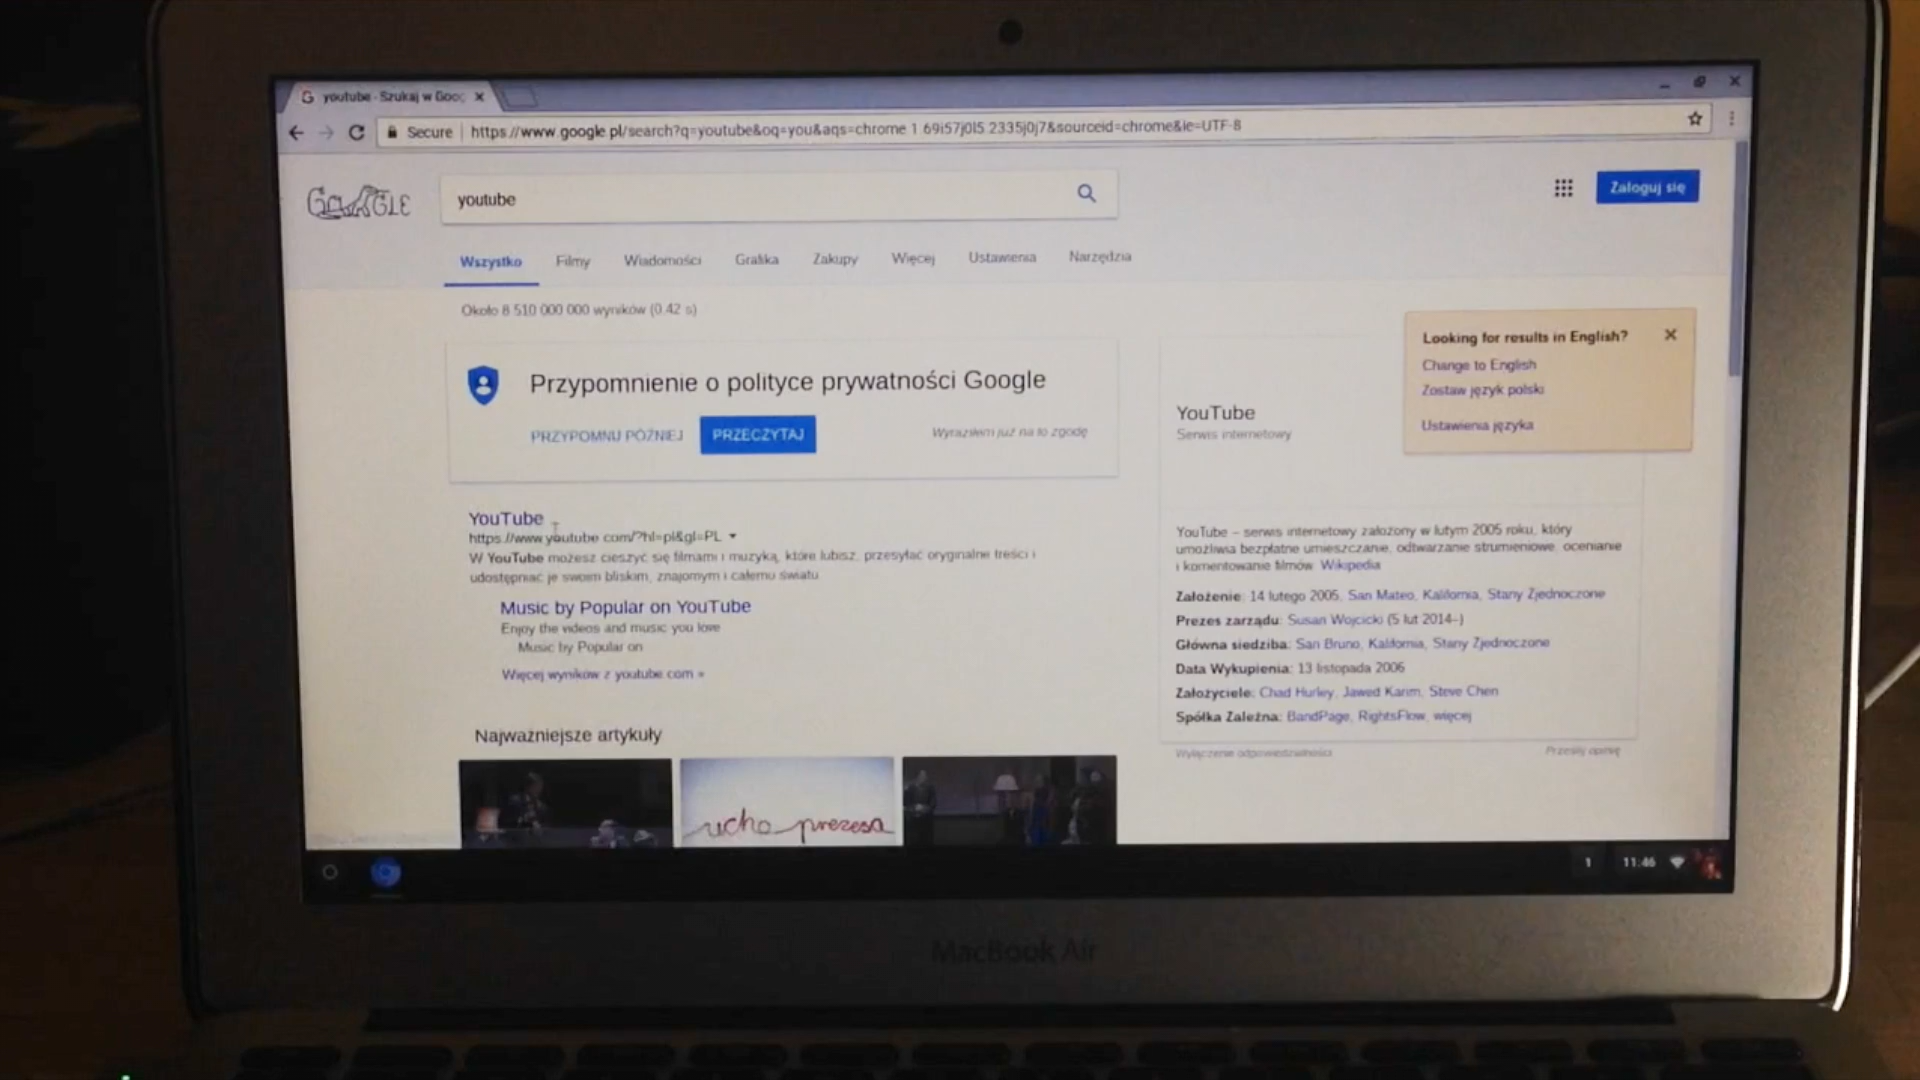 youtube - Szukaj w Goog
Secure https://www.google.pl/search?q=youtube&oq=you&aqs=chrome.1.69i57j0l5.2335j0j7&sourceid=chrome&ie=UTF-8
GOOGLE
youtube
Zaloguj się
Wszystko Filmy Wiadomości Grafika Zakupy Więcej Ustawienia Narzędzia
Około 8 510 000 000 wyników (0.42 s)
Przypomnienie o polityce prywatności Google
PRZYPOMNIJ PÓŹNIEJ PRZECZYTAJ Wyraziłem już na to zgodę
YouTube
https://www.youtube.com/?hl=pl&gl=PL
W YouTube możesz cieszyć się filmami i muzyką, które lubisz, przesyłać oryginalne treści i
udostępniać je swoim bliskim, znajomym i całemu światu.
Music by Popular on YouTube
Enjoy the videos and music you love
Music by Popular on
Więcej wyników z youtube.com »
Najważniejsze artykuły
ucho prezesa
Looking for results in English?
Change to English
Zostaw język polski
Ustawienia języka
YouTube
Serwis internetowy
YouTube – serwis internetowy założony w lutym 2005 roku, który
umożliwia bezpłatne umieszczanie, odtwarzanie strumieniowe, ocenianie
i komentowanie filmów. Wikipedia
Założenie: 14 lutego 2005, San Mateo, Kalifornia, Stany Zjednoczone
Prezes zarządu: Susan Wojcicki (5 lut 2014–)
Główna siedziba: San Bruno, Kalifornia, Stany Zjednoczone
Data Wykupienia: 13 listopada 2006
Założyciele: Chad Hurley, Jawed Karim, Steve Chen
Spółka Zależna: BandPage, RightsFlow, więcej
Wyłączenie odpowiedzialności Prześlij opinię
1 11:46
MacBook Air